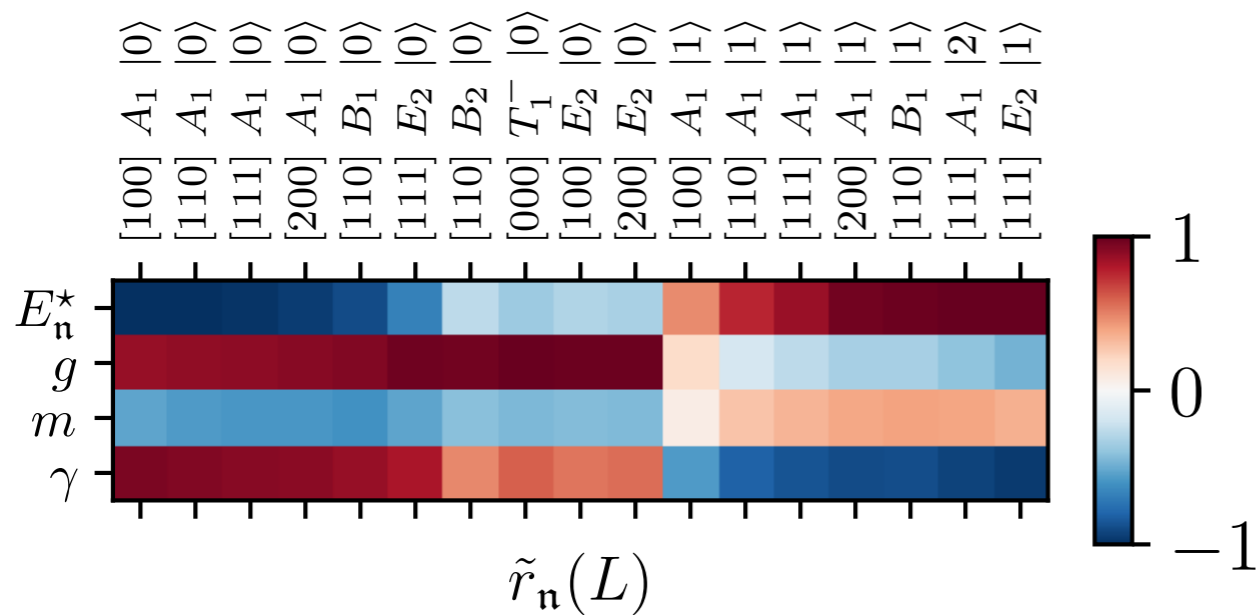 [100] A₁ |0⟩
[110] A₁ |0⟩
[111] A₁ |0⟩
[200] A₁ |0⟩
[110] B₁ |0⟩
[111] E₂ |0⟩
[110] B₂ |0⟩
[000] T₁⁻ |0⟩
[100] E₂ |0⟩
[200] E₂ |0⟩
[100] A₁ |1⟩
[110] A₁ |1⟩
[111] A₁ |1⟩
[200] A₁ |1⟩
[110] B₁ |1⟩
[111] A₁ |2⟩
[111] E₂ |1⟩
E𝔫⋆
g
m
γ
r̃𝔫(L)
1
0
−1